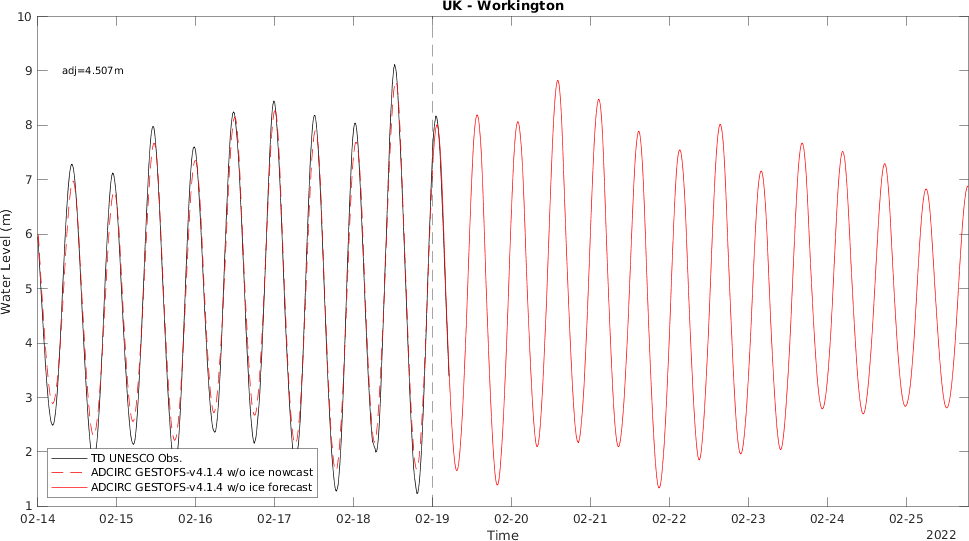 UK - Workington
adj=4.507m
Water Level (m)
10
9
8
7
6
5
4
3
2
1
TD UNESCO Obs.
ADCIRC GESTOFS-v4.1.4 w/o ice nowcast
ADCIRC GESTOFS-v4.1.4 w/o ice forecast
02-14 02-15 02-16 02-17 02-18 02-19 02-20 02-21 02-22 02-23 02-24 02-25
Time
2022